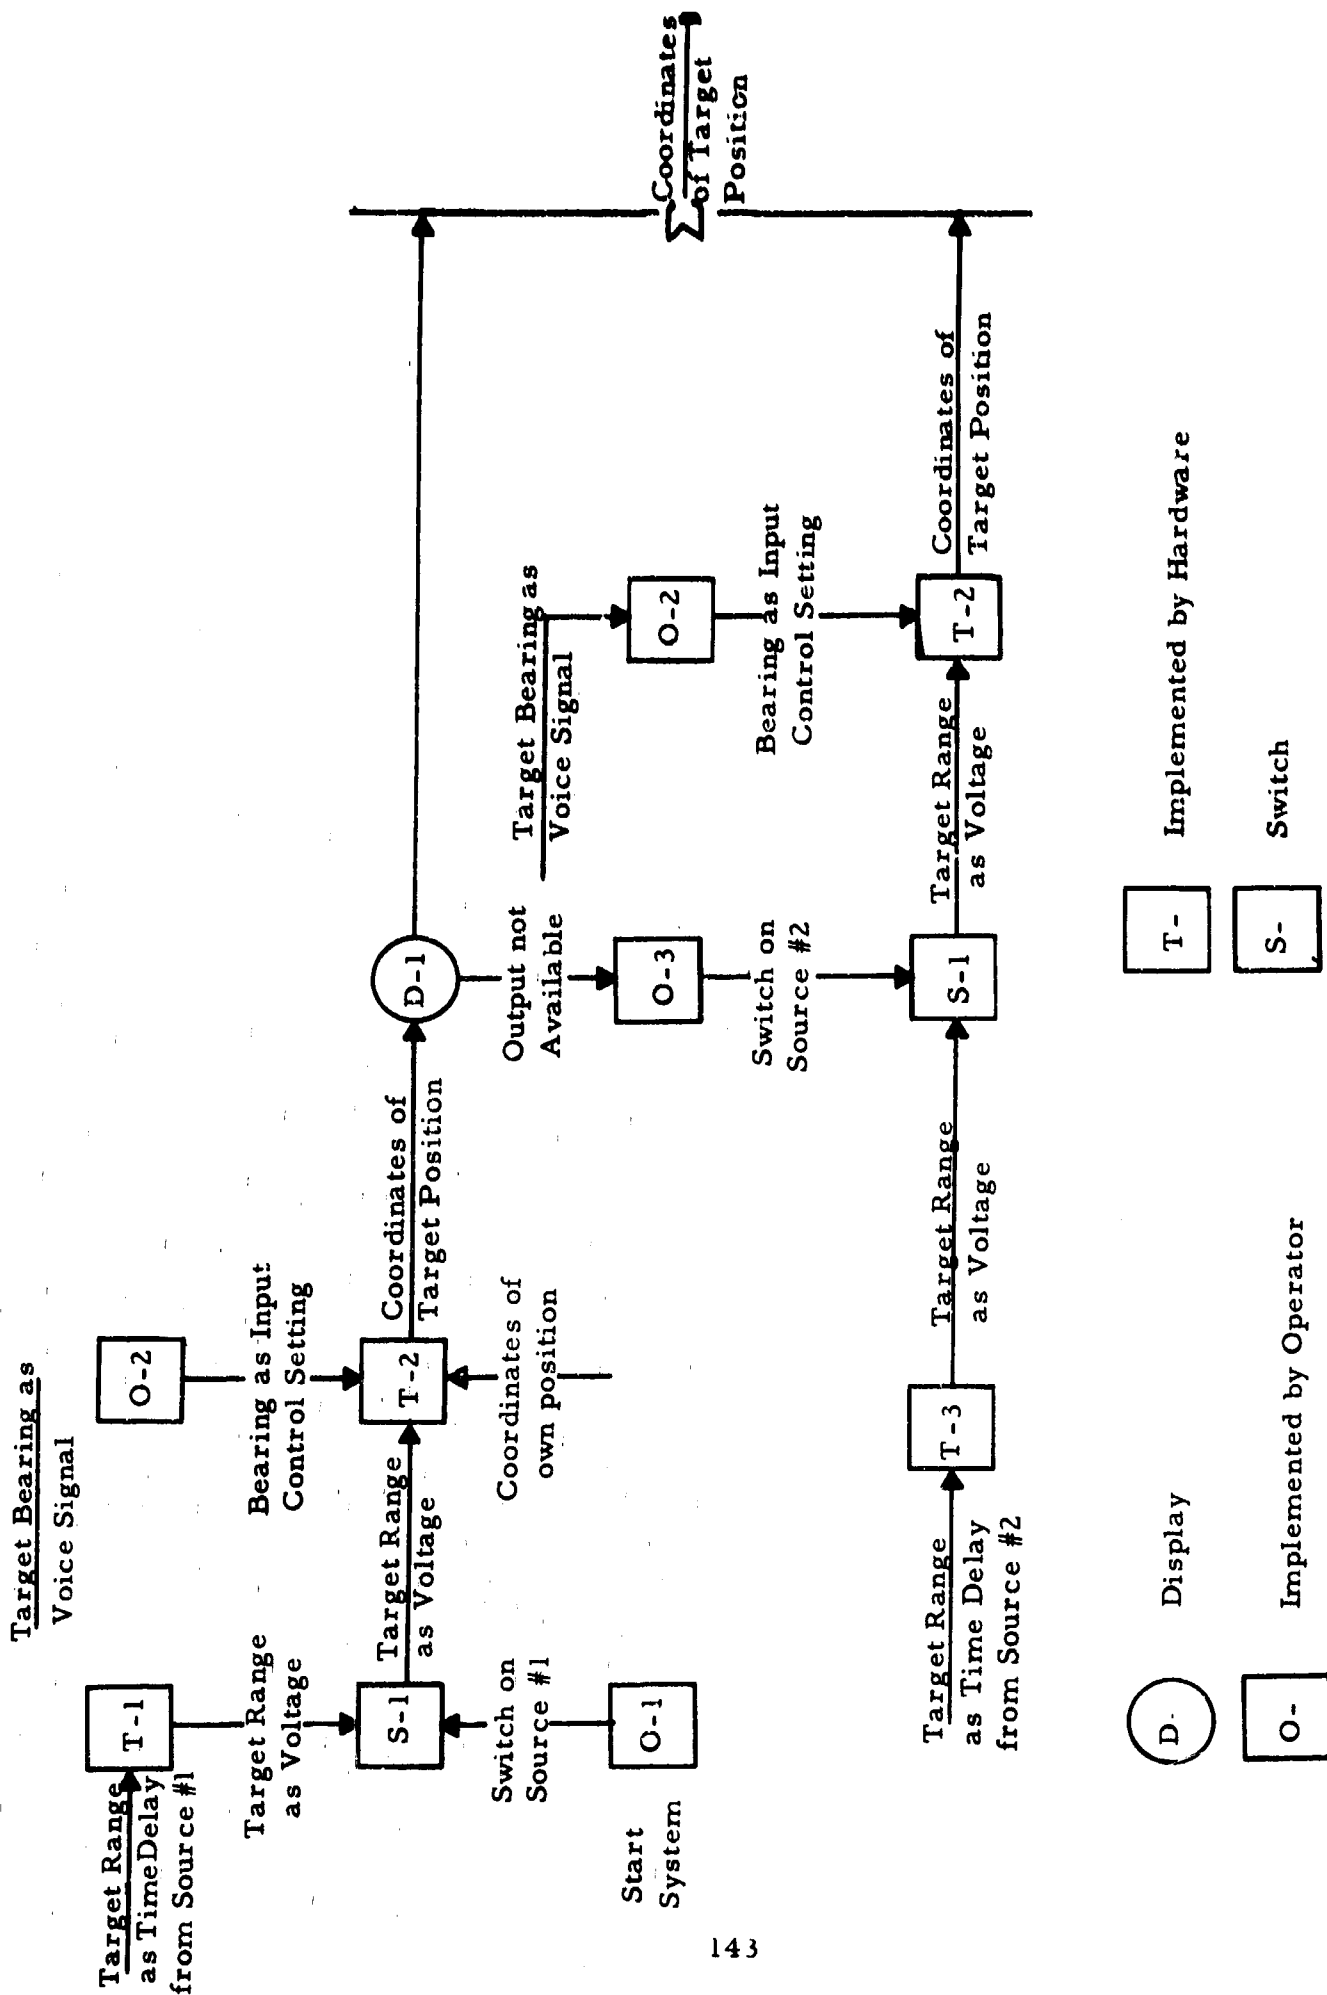 Target Bearing as
Voice Signal
Target Range
as Time Delay
from Source #1
T-1
Target Range
as Voltage
S-1
Switch on
Source #1
O-1
Start
System
Target Range
as Voltage
O-2
Bearing as Input
Control Setting
T-2
Coordinates of
own position
Coordinates of
Target Position
D-1
Output not
Available
O-3
Switch on
Source #2
S-1
Target Bearing as
Voice Signal
O-2
Bearing as Input
Control Setting
T-2
Target Range
as Time Delay
from Source #2
T-3
Target Range
as Voltage
Target Range
as Voltage
Coordinates of
Target Position
Σ
Coordinates
of Target
Position
D-
Display
T-
Implemented by Hardware
O-
Implemented by Operator
S-
Switch
143